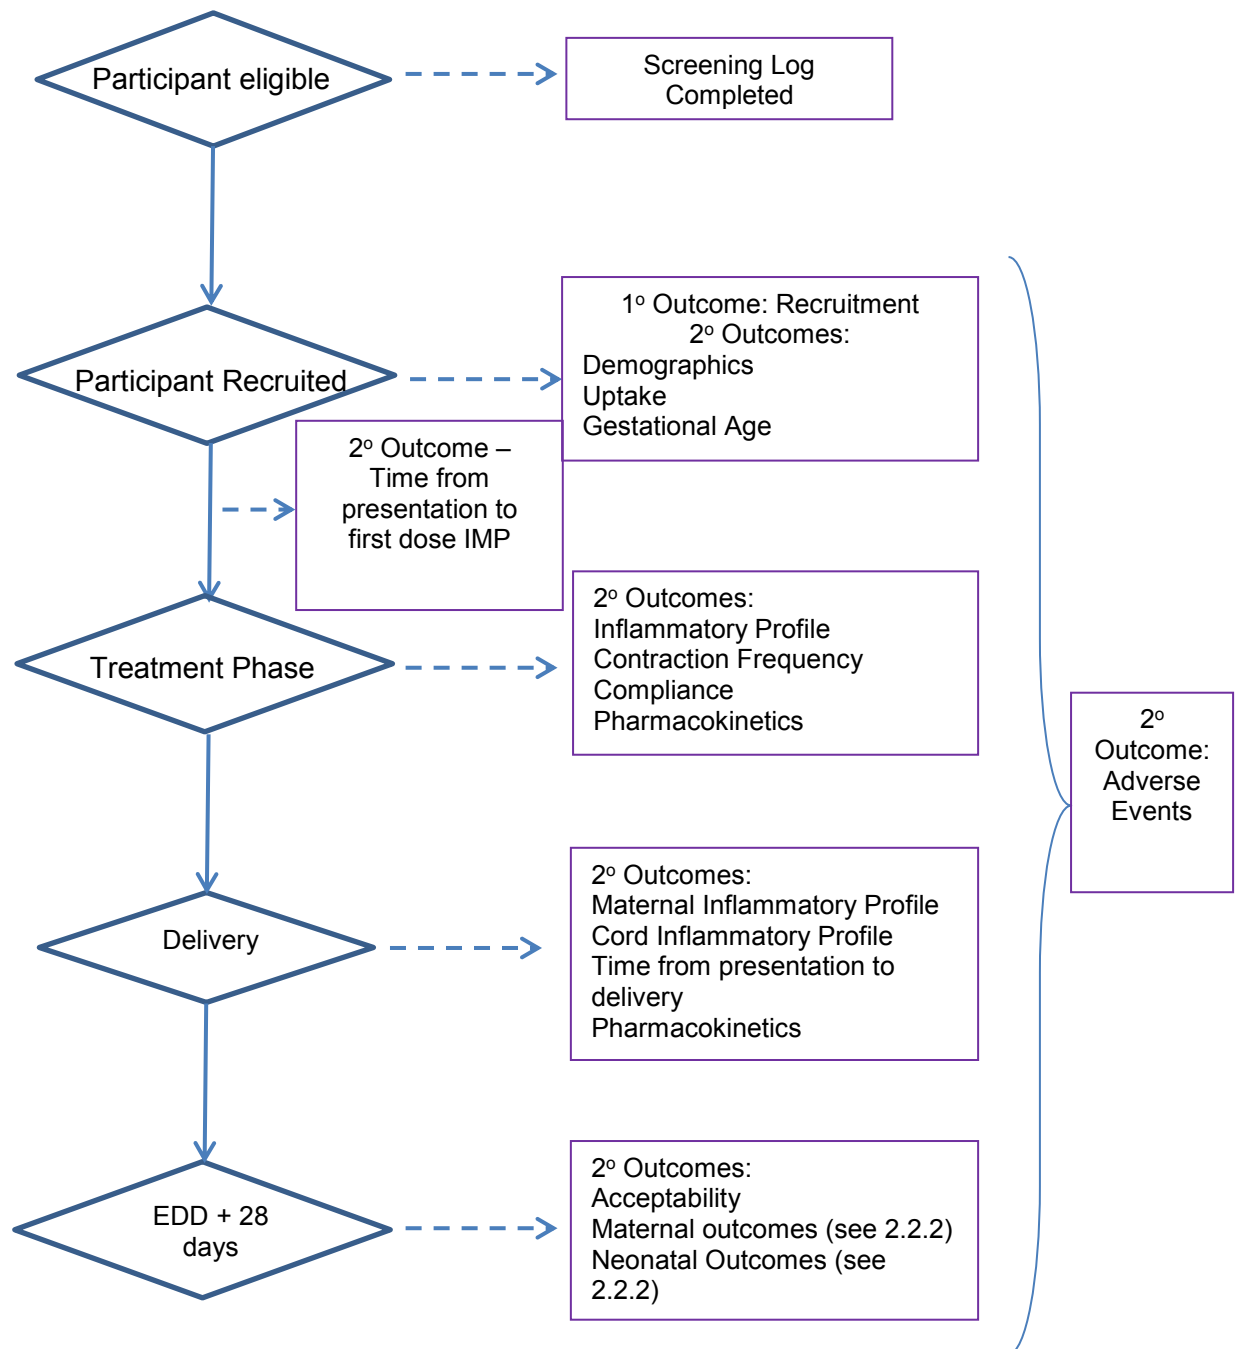 Participant eligible
Screening Log
Completed
Participant Recruited
1º Outcome: Recruitment
2º Outcomes:
Demographics
Uptake
Gestational Age
2º Outcome –
Time from
presentation to
first dose IMP
Treatment Phase
2º Outcomes:
Inflammatory Profile
Contraction Frequency
Compliance
Pharmacokinetics
2º
Outcome:
Adverse
Events
Delivery
2º Outcomes:
Maternal Inflammatory Profile
Cord Inflammatory Profile
Time from presentation to
delivery
Pharmacokinetics
EDD + 28
days
2º Outcomes:
Acceptability
Maternal outcomes (see 2.2.2)
Neonatal Outcomes (see
2.2.2)